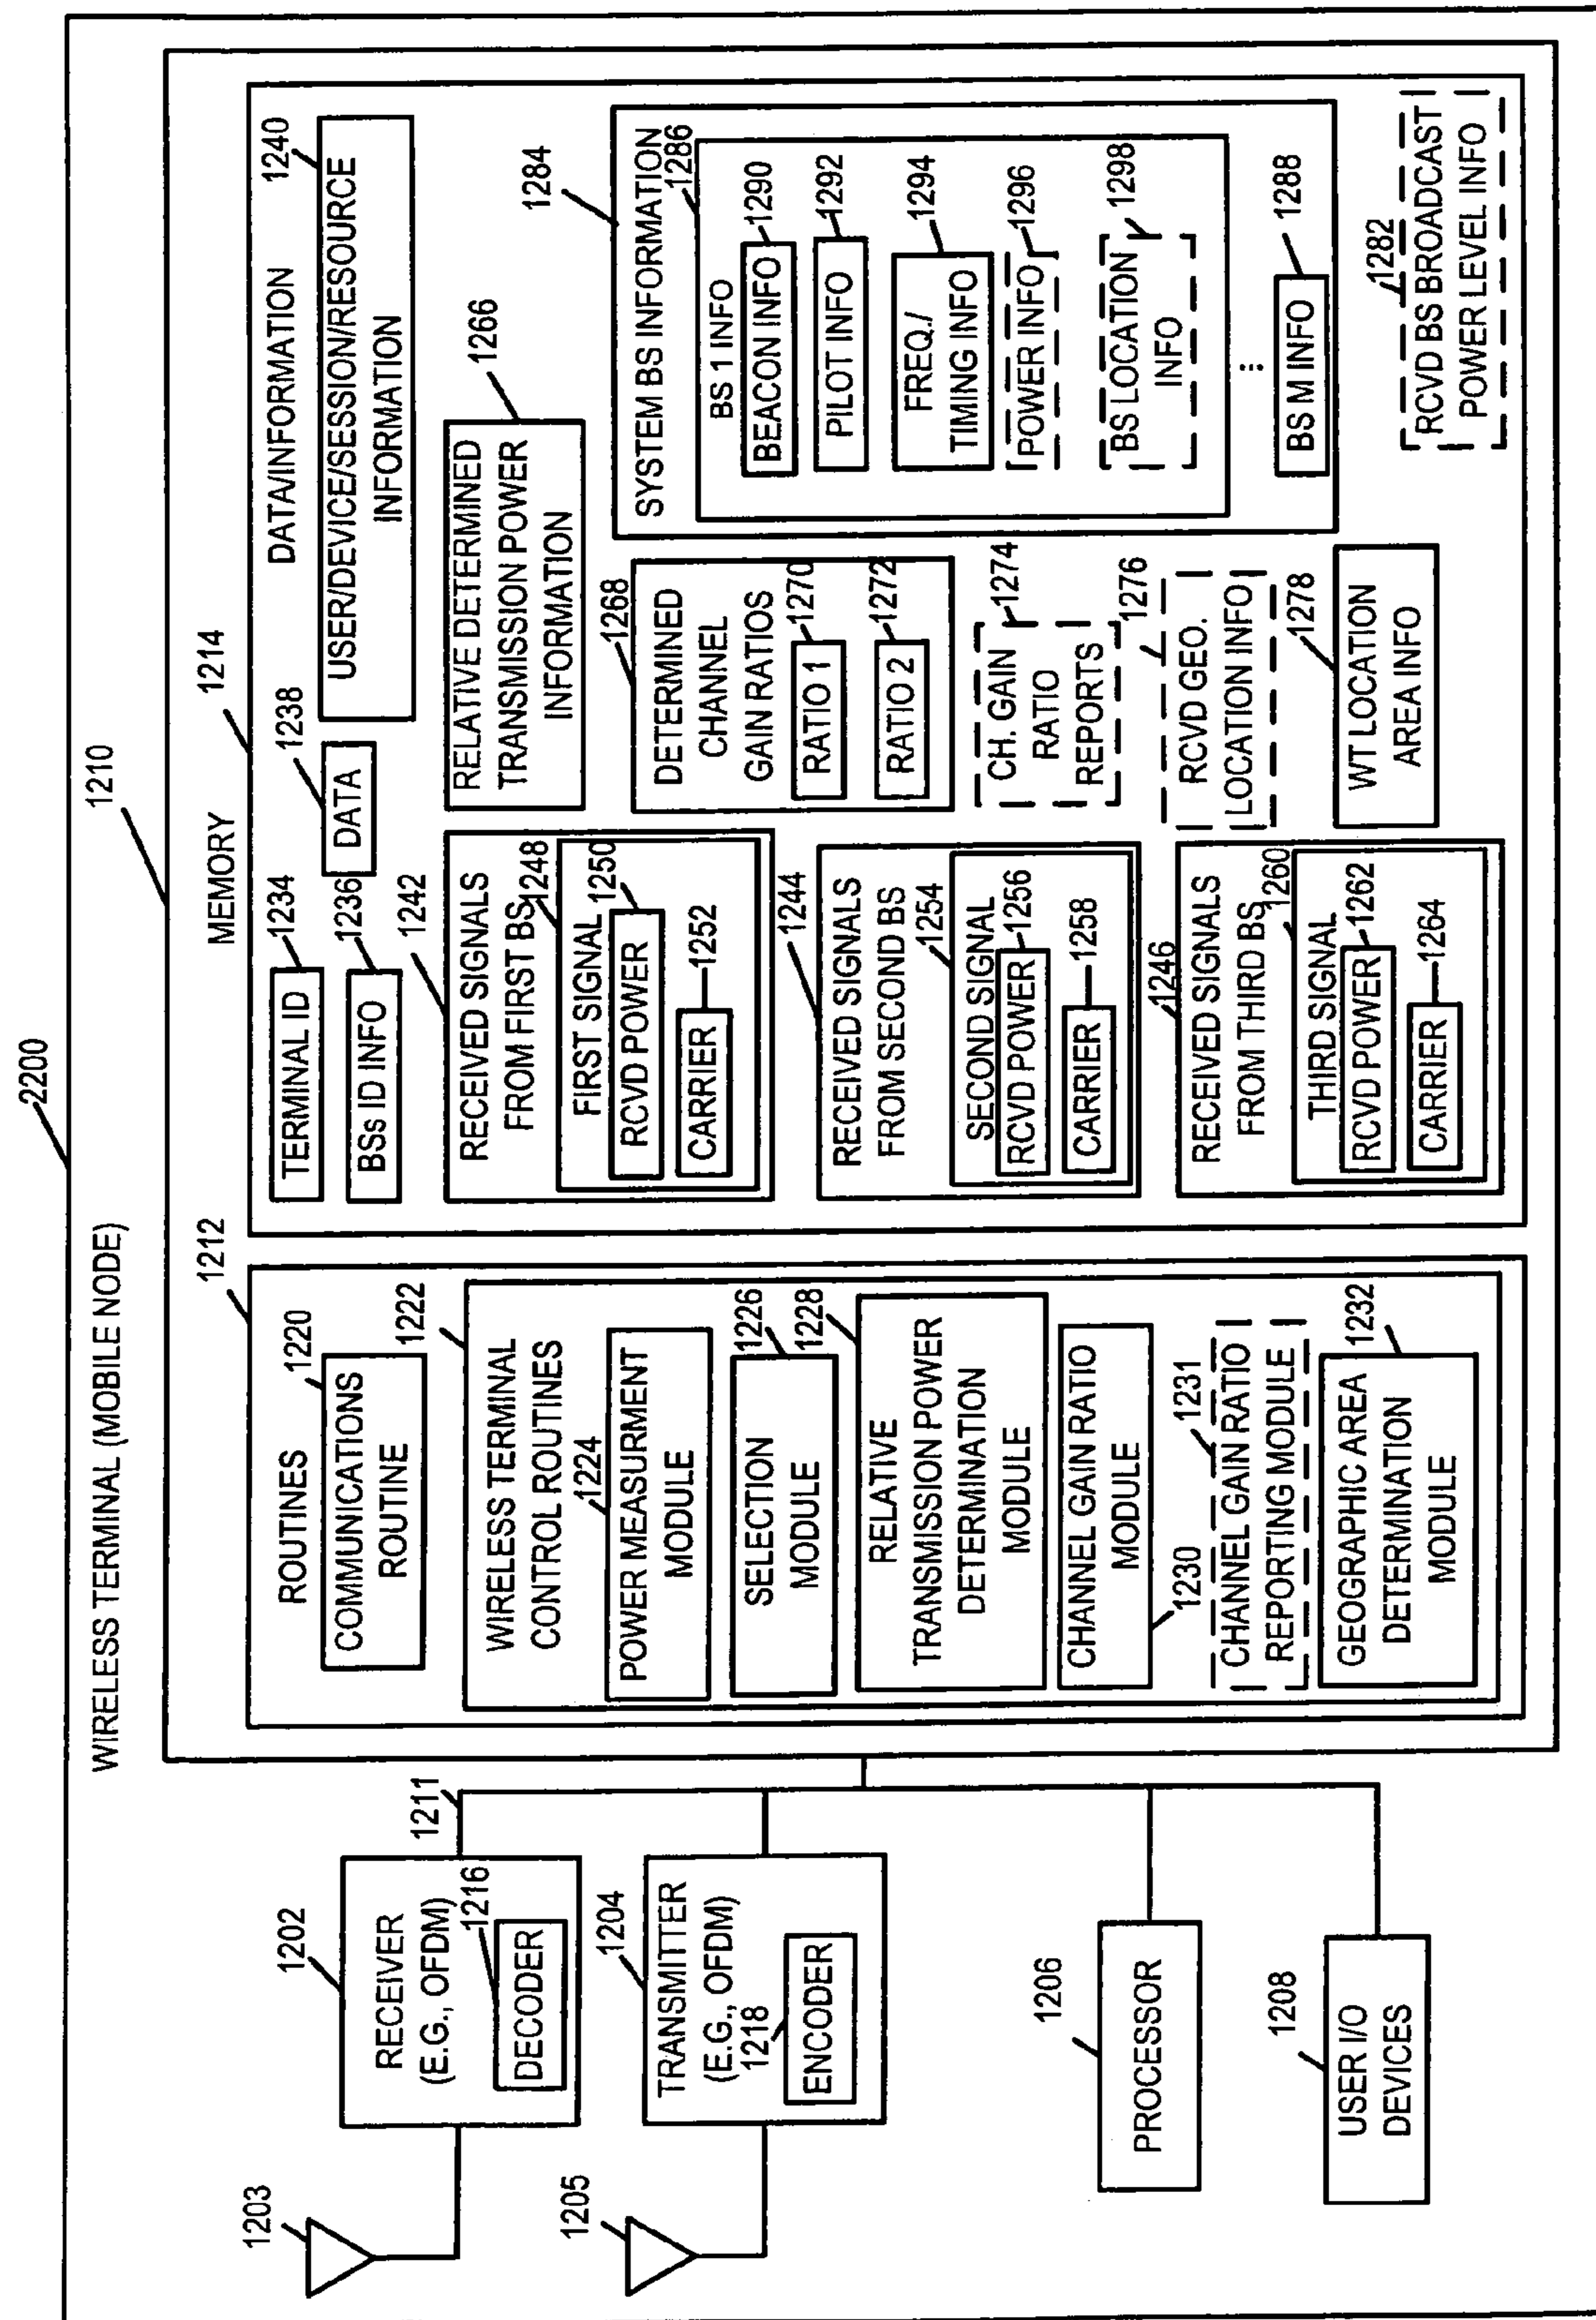 2200
WIRELESS TERMINAL (MOBILE NODE)
1210
1203
1202
RECEIVER
(E.G., OFDM)
1216
DECODER
1211
1205
1204
TRANSMITTER
(E.G., OFDM)
1218
ENCODER
1206
PROCESSOR
1208
USER I/O
DEVICES
MEMORY
1212
ROUTINES
1220
COMMUNICATIONS
ROUTINE
1222
WIRELESS TERMINAL
CONTROL ROUTINES
1224
POWER MEASURMENT
MODULE
1226
SELECTION
MODULE
1228
RELATIVE
TRANSMISSION POWER
DETERMINATION
MODULE
CHANNEL GAIN RATIO
MODULE
1230
1231
CHANNEL GAIN RATIO
REPORTING MODULE
1232
GEOGRAPHIC AREA
DETERMINATION
MODULE
1214
DATA/INFORMATION
1234
TERMINAL ID
1236
BSs ID INFO
1238
DATA
1240
USER/DEVICE/SESSION/RESOURCE
INFORMATION
1242
RECEIVED SIGNALS
FROM FIRST BS
1248
FIRST SIGNAL
1250
RCVD POWER
1252
CARRIER
1244
RECEIVED SIGNALS
FROM SECOND BS
1254
SECOND SIGNAL
1256
RCVD POWER
1258
CARRIER
1246
RECEIVED SIGNALS
FROM THIRD BS
1260
THIRD SIGNAL
1262
RCVD POWER
1264
CARRIER
1266
RELATIVE DETERMINED
TRANSMISSION POWER
INFORMATION
1268
DETERMINED
CHANNEL
GAIN RATIOS
1270
RATIO 1
1272
RATIO 2
1274
CH. GAIN
RATIO
REPORTS
1276
RCVD GEO.
LOCATION INFO
1278
WT LOCATION
AREA INFO
1284
SYSTEM BS INFORMATION
1286
BS 1 INFO
1290
BEACON INFO
1292
PILOT INFO
1294
FREQ./
TIMING INFO
1296
POWER INFO
1298
BS LOCATION
INFO
...
1288
BS M INFO
1282
RCVD BS BROADCAST
POWER LEVEL INFO